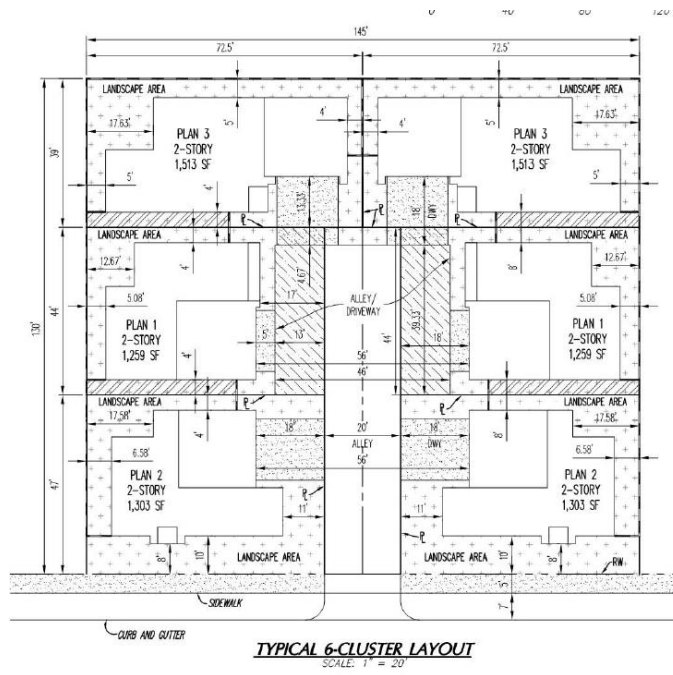 0 40 80 120
145'
72.5' 72.5'
LANDSCAPE AREA LANDSCAPE AREA
4' 4'
17.63' 5' 5' 17.63'
PLAN 3
2-STORY
1,513 SF
PLAN 3
2-STORY
1,513 SF
39'
5' 4' 13.33' 18' DWY 5'
LANDSCAPE AREA LANDSCAPE AREA
12.67' 4' 4.67' 8' 12.67'
5.08' 17' ALLEY/
DRIVEWAY 39.33' 5.08'
130' 44' 44'
PLAN 1
2-STORY
1,259 SF
PLAN 1
2-STORY
1,259 SF
5' 13' 18'
56'
4' 46'
LANDSCAPE AREA LANDSCAPE AREA
17.58' 4' 8' 17.58'
18' 20' 18'
ALLEY DWY
6.58' 56' 6.58'
47'
PLAN 2
2-STORY
1,303 SF
PLAN 2
2-STORY
1,303 SF
11' 11'
8' 10' LANDSCAPE AREA LANDSCAPE AREA 10' 8'
RW
5'
SIDEWALK
7'
CURB AND GUTTER
TYPICAL 6-CLUSTER LAYOUT
SCALE: 1" = 20'